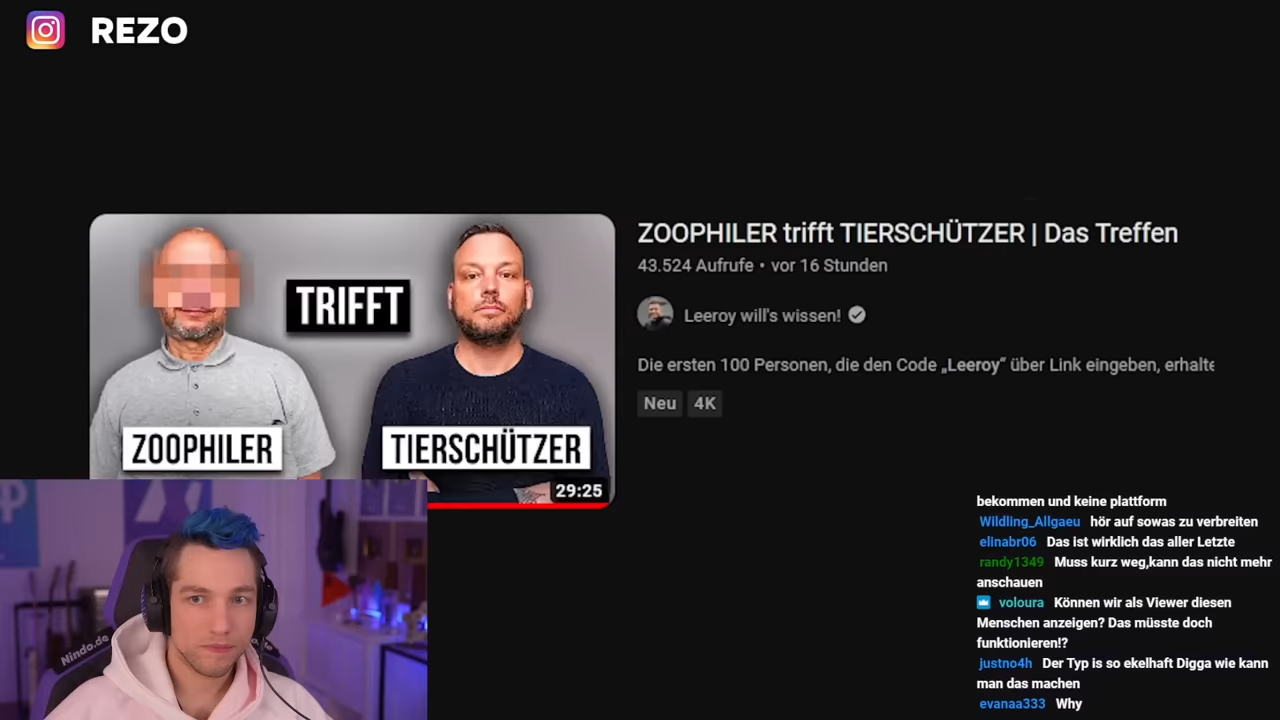 REZO
TRIFFT
ZOOPHILER
TIERSCHÜTZER
29:25
ZOOPHILER trifft TIERSCHÜTZER | Das Treffen
43.524 Aufrufe • vor 16 Stunden
Leeroy will's wissen!
Die ersten 100 Personen, die den Code „Leeroy“ über Link eingeben, erhalte
Neu 4K
Nindo.de
bekommen und keine plattform
Wildling_Allgaeu hör auf sowas zu verbreiten
elinabr06 Das ist wirklich das aller Letzte
randy1349 Muss kurz weg,kann das nicht mehr
anschauen
voloura Können wir als Viewer diesen
Menschen anzeigen? Das müsste doch
funktionieren!?
justno4h Der Typ is so ekelhaft Digga wie kann
man das machen
evanaa333 Why